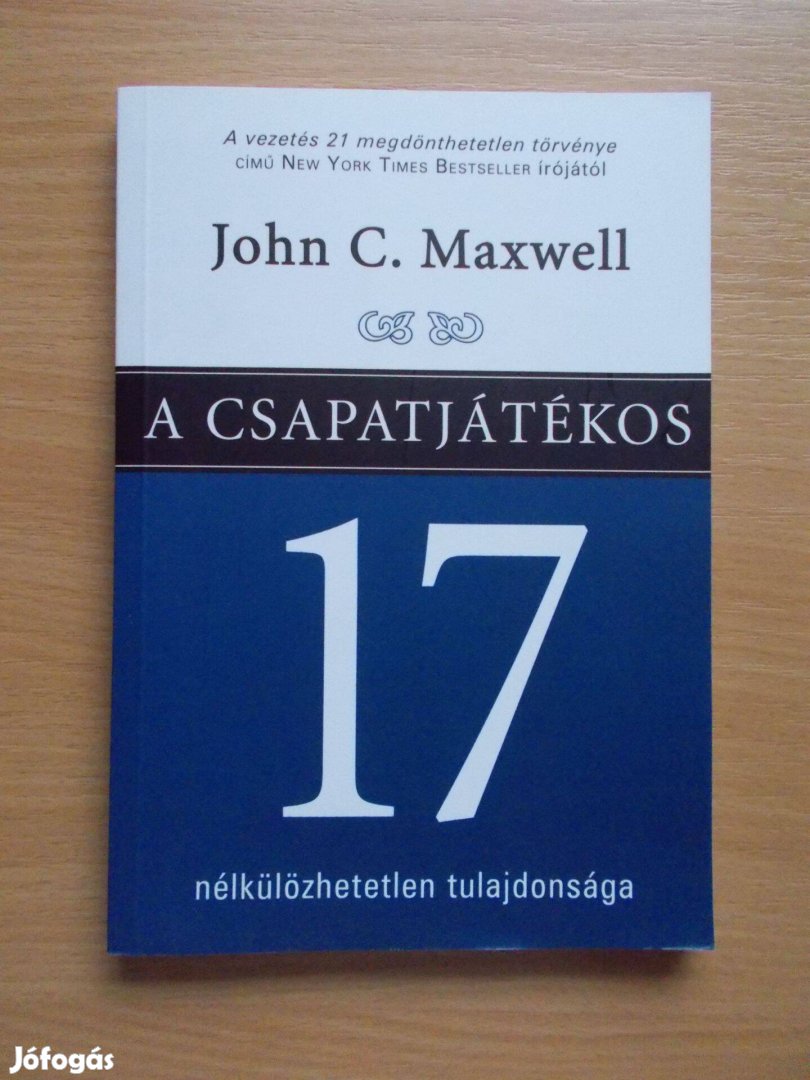 A vezetés 21 megdönthetetlen törvénye
című New York Times Bestseller írójától
John C. Maxwell
A CSAPATJÁTÉKOS
17
nélkülözhetetlen tulajdonsága
Jófogás